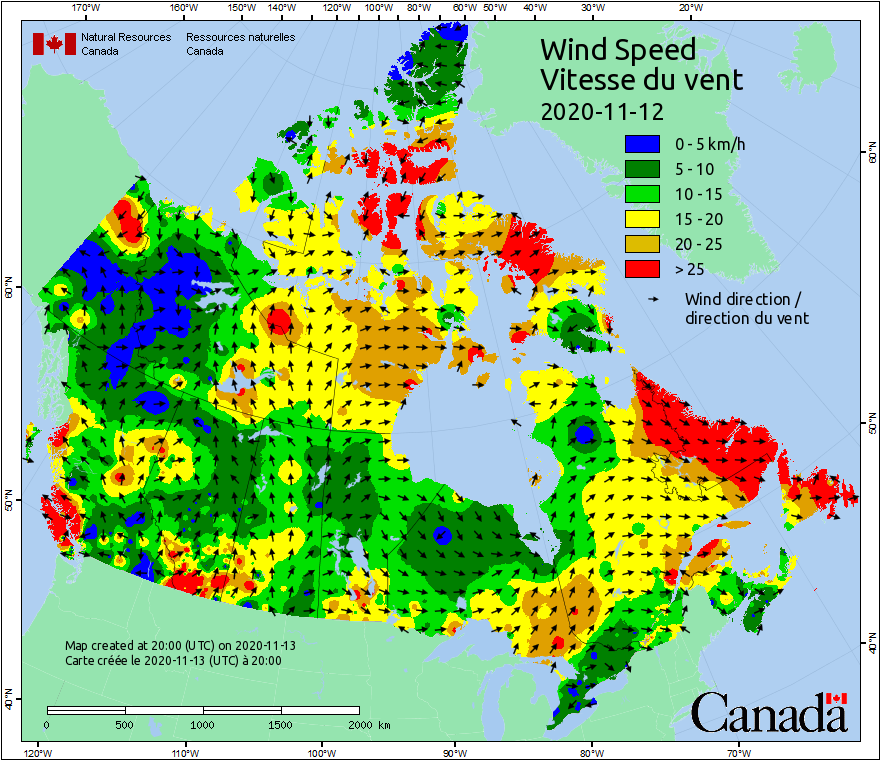 170°W 160°W 150°W 140°W 120°W 100°W 80°W 60°W 50°W 40°W 30°W 20°W
Natural Resources Canada
Ressources naturelles Canada
Wind Speed
Vitesse du vent
2020-11-12
0 - 5 km/h
5 - 10
10 - 15
15 - 20
20 - 25
> 25
Wind direction /
direction du vent
60°N
50°N
40°N
60°N
50°N
40°N
Map created at 20:00 (UTC) on 2020-11-13
Carte créée le 2020-11-13 (UTC) à 20:00
0 500 1000 1500 2000 km
Canada
120°W 110°W 100°W 90°W 80°W 70°W